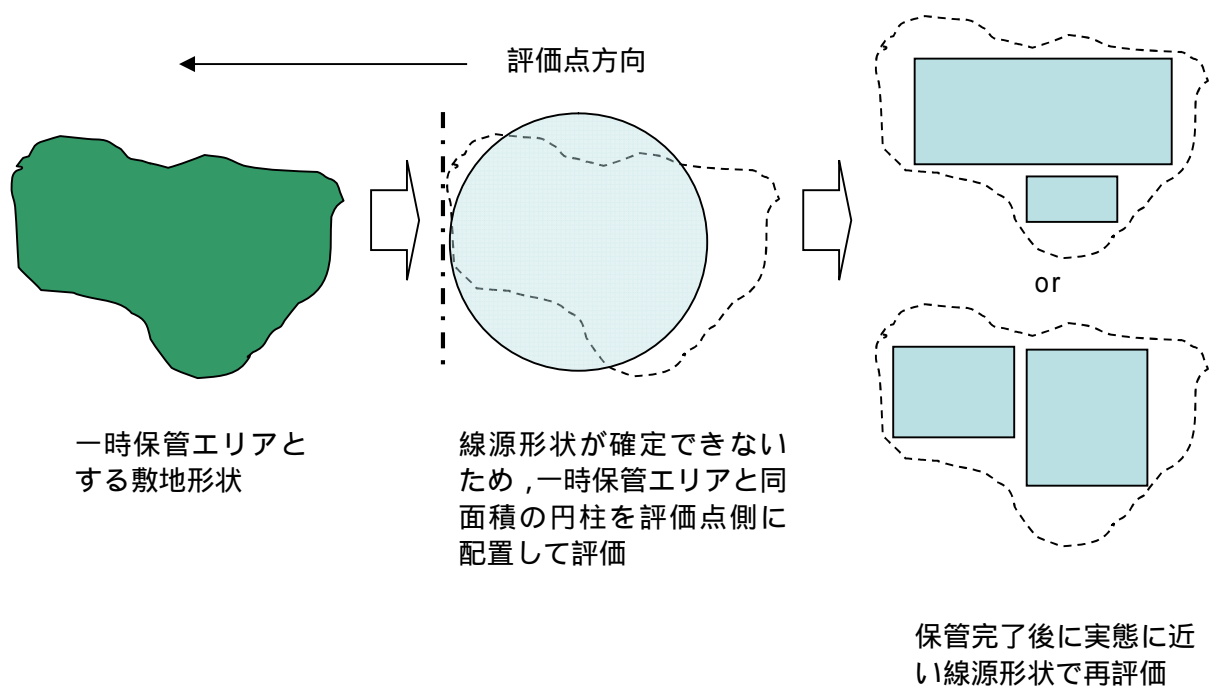 評価点方向
一時保管エリアと
する敷地形状
線源形状が確定できない
ため,一時保管エリアと同
面積の円柱を評価点側に
配置して評価
or
保管完了後に実態に近
い線源形状で再評価